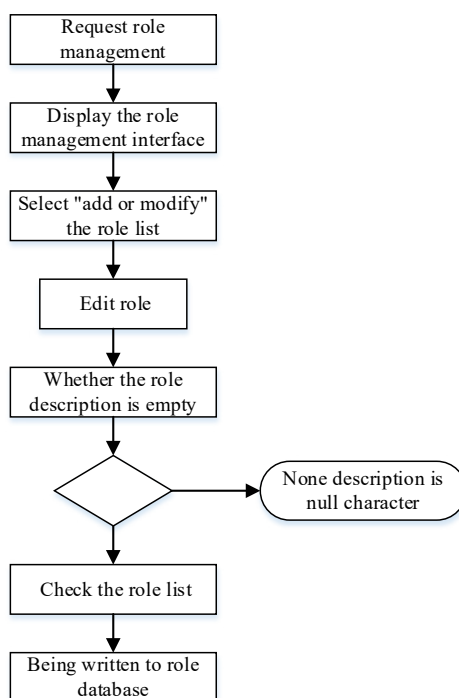 Request role
management
Display the role
management interface
Select "add or modify"
the role list
Edit role
Whether the role
description is empty
None description is
null character
Check the role list
Being written to role
database